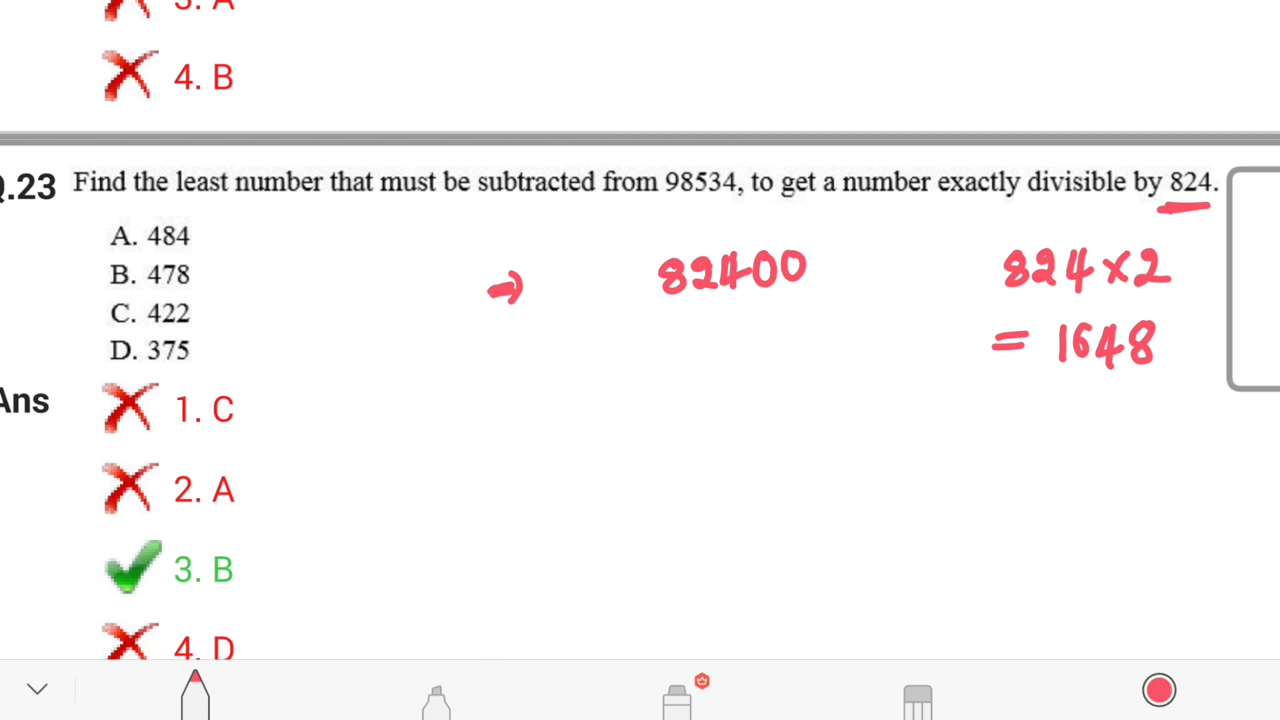 4. B
Q.23 Find the least number that must be subtracted from 98534, to get a number exactly divisible by 824.
A. 484
B. 478
C. 422
D. 375
⇒ 82400
824×2
= 1648
Ans
1. C
2. A
3. B
4. D